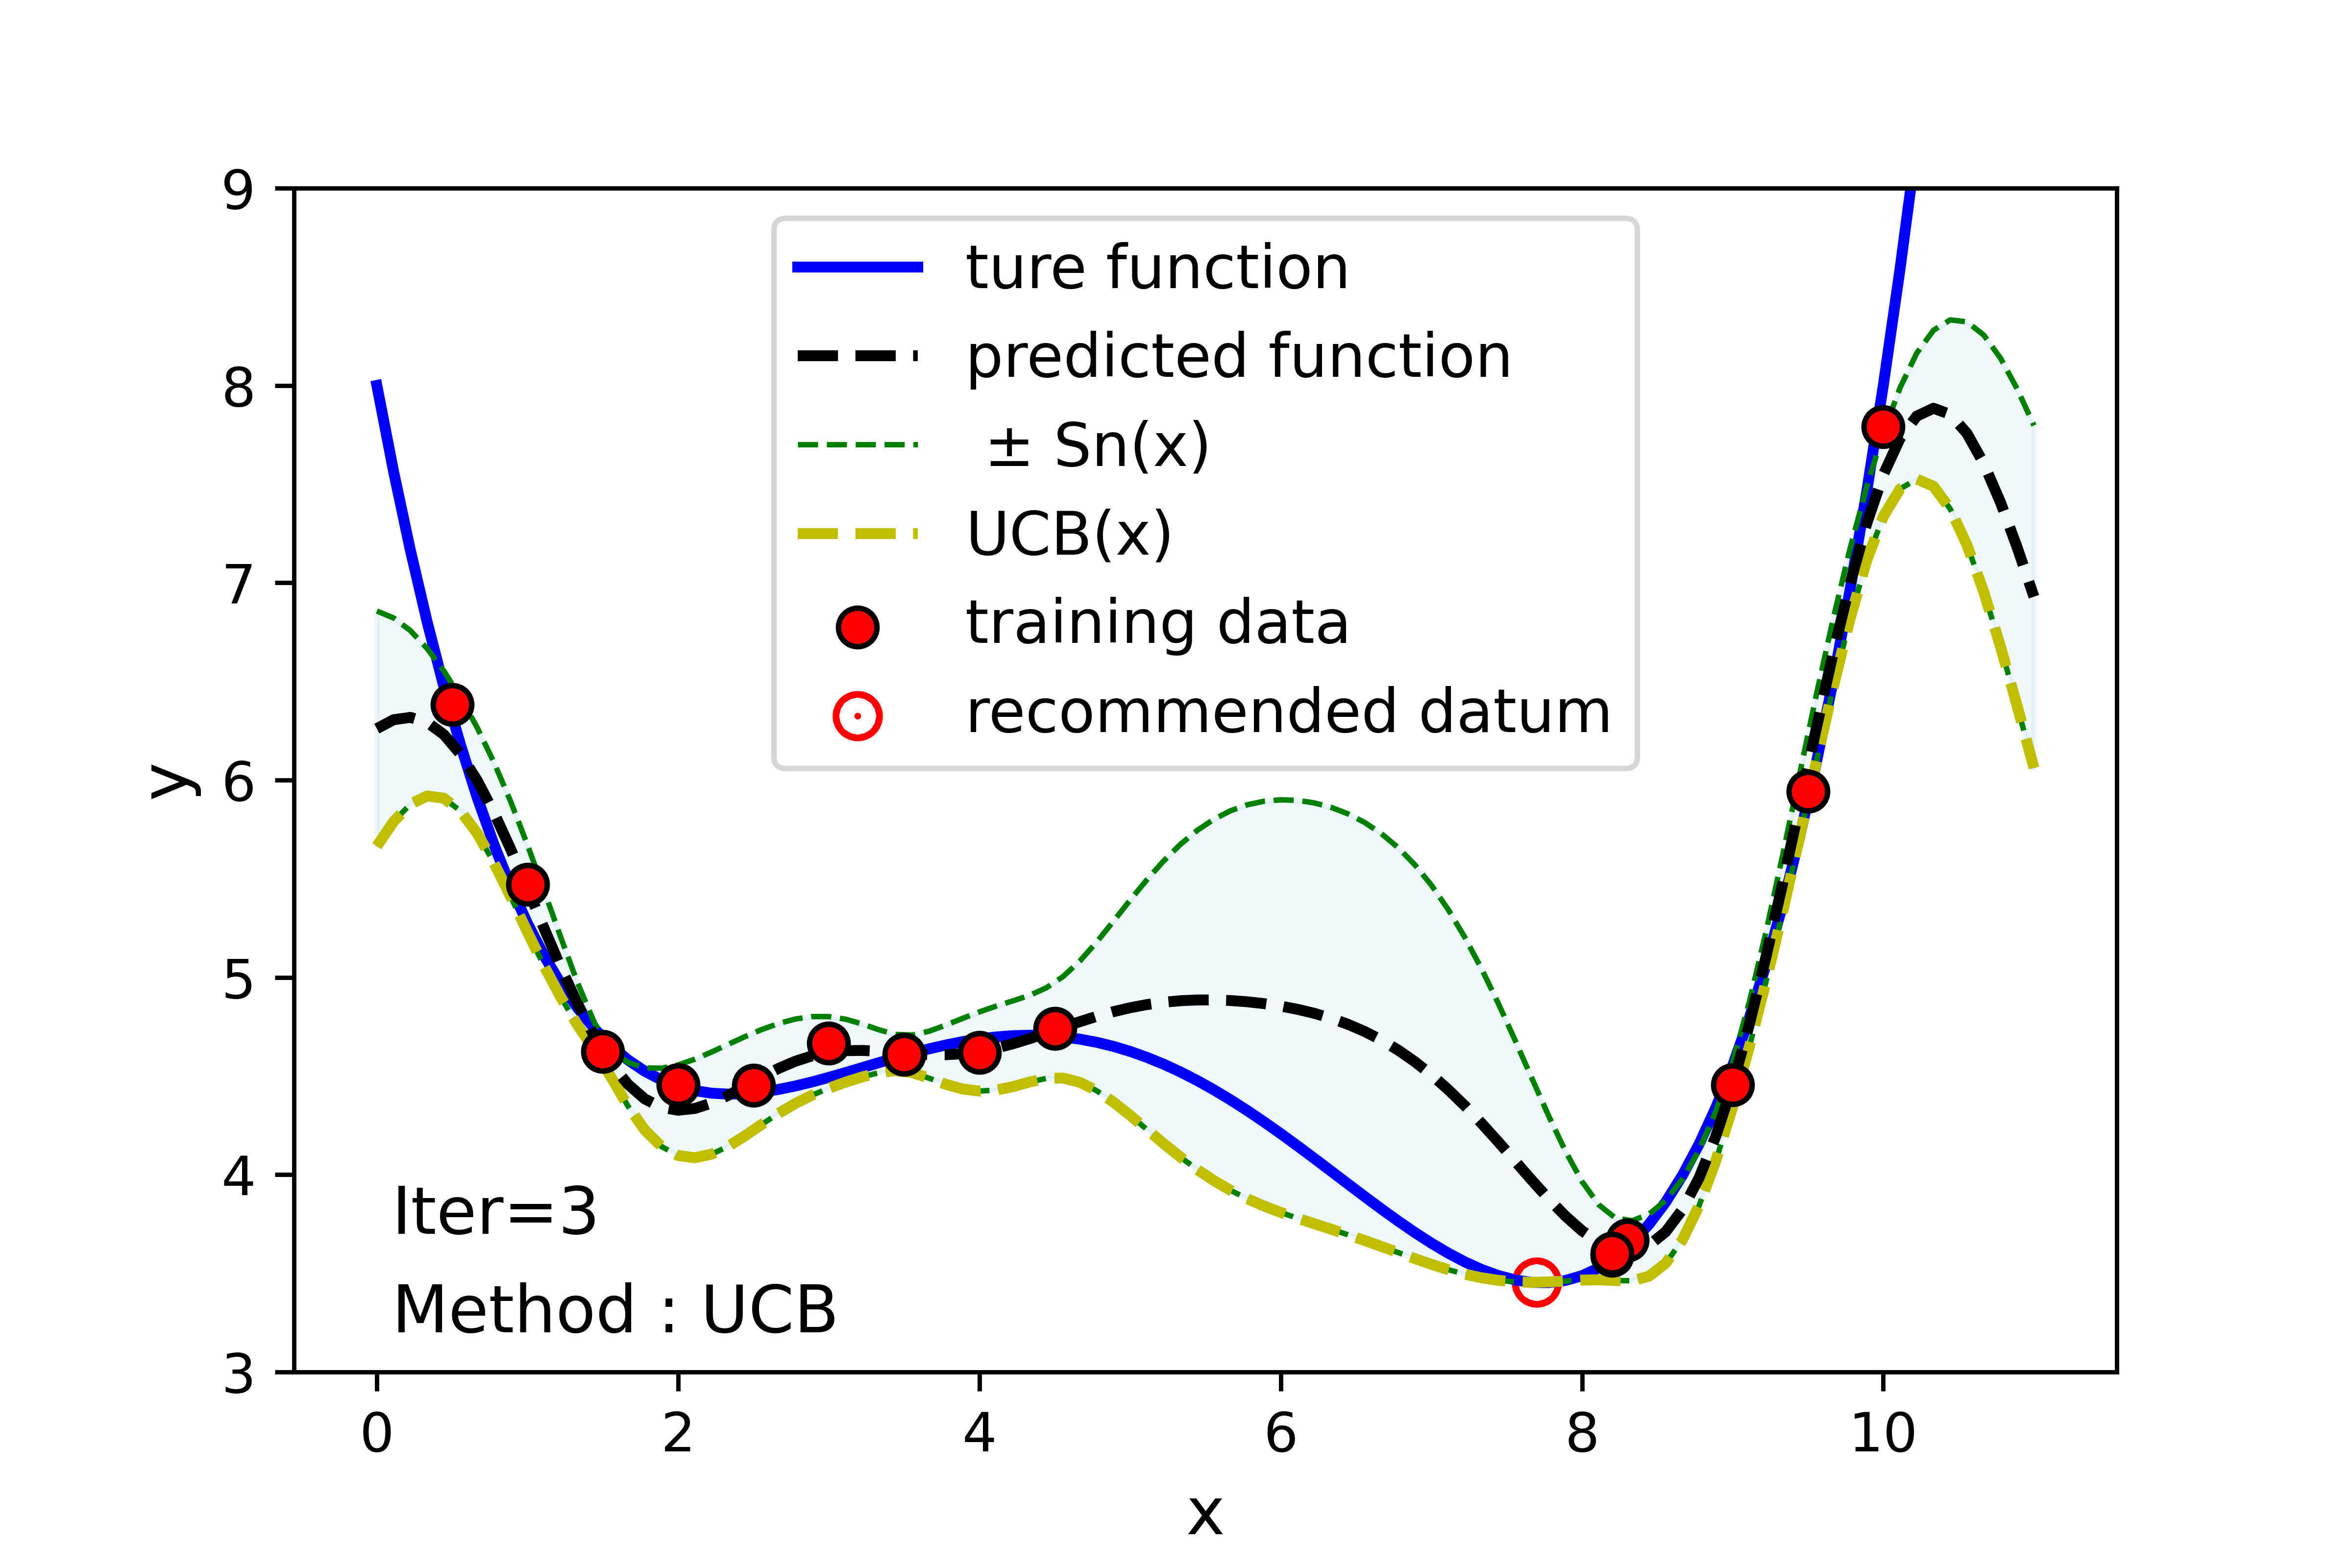 9
8
7
6
5
4
3
y
ture function
predicted function
± Sn(x)
UCB(x)
training data
recommended datum
Iter=3
Method : UCB
0 2 4 6 8 10
x